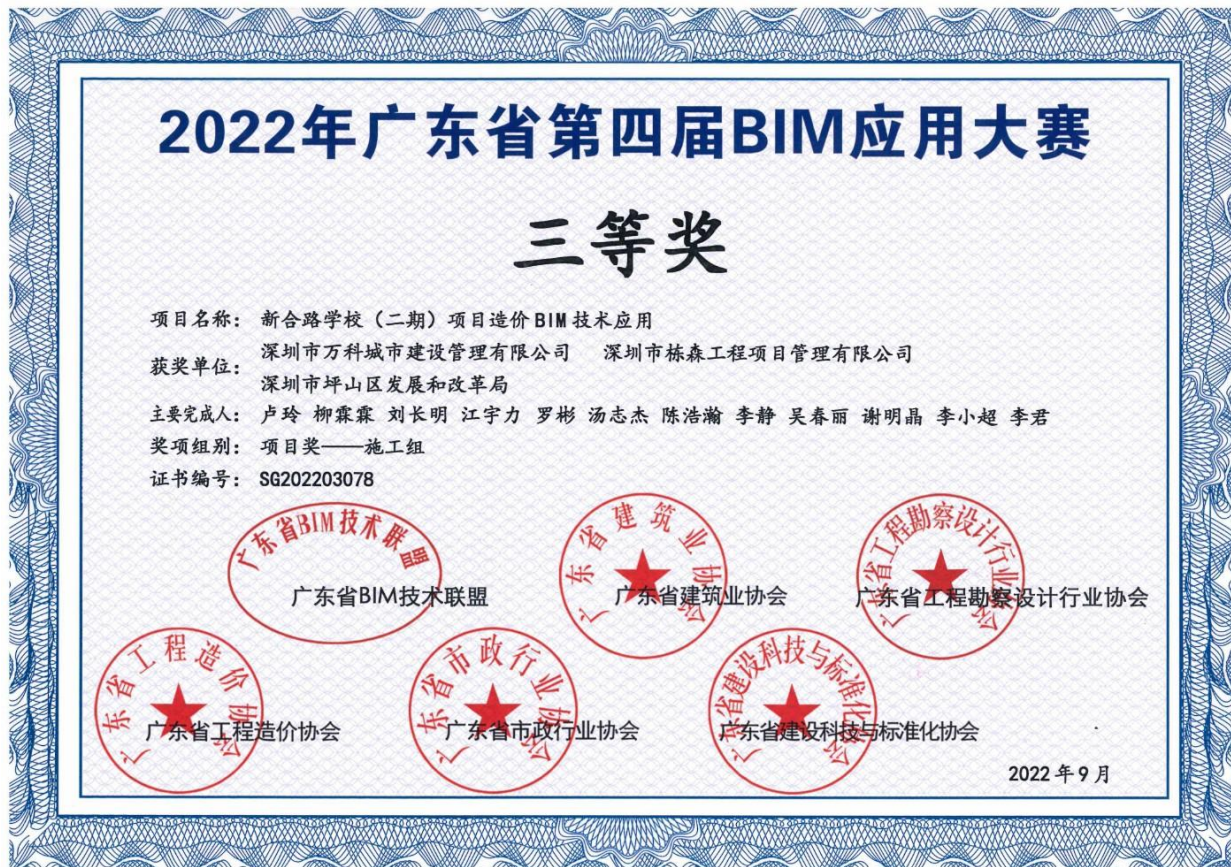 2022年广东省第四届BIM应用大赛
三等奖
项目名称：新合路学校（二期）项目造价BIM技术应用
获奖单位：深圳市万科城市建设管理有限公司 深圳市栋森工程项目管理有限公司
深圳市坪山区发展和改革局
主要完成人：卢玲 柳霖霖 刘长明 江宇力 罗彬 汤志杰 陈浩瀚 李静 吴春丽 谢明晶 李小超 李君
奖项组别：项目奖——施工组
证书编号：SG202203078
广东省BIM技术联盟
广东省建筑业协会
广东省工程勘察设计行业协会
广东省BIM技术联盟
广东省建筑业协会
广东省工程勘察设计行业协会
广东省工程造价协会
广东省市政行业协会
广东省建设科技与标准化协会
广东省工程造价协会
广东省市政行业协会
广东省建设科技与标准化协会
2022年9月